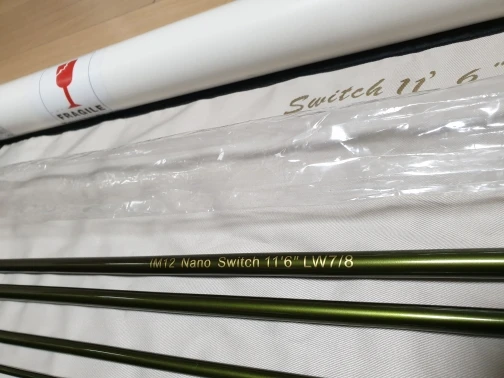 FRAGILE
Switch 11' 6"
IM12 Nano Switch 11'6" LW7/8